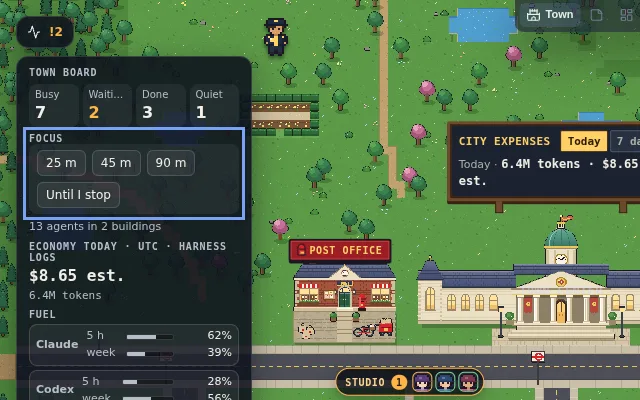 !2
Town
TOWN BOARD
Busy
7
Waiti...
2
Done
3
Quiet
1
FOCUS
25 m
45 m
90 m
Until I stop
13 agents in 2 buildings
ECONOMY TODAY · UTC · HARNESS
LOGS
$8.65 est.
6.4M tokens
FUEL
Claude
5 h
62%
week
39%
Codex
5 h
28%
week
56%
CITY EXPENSES
Today
7 da
Today · 6.4M tokens · $8.65
est.
POST OFFICE
STUDIO
1